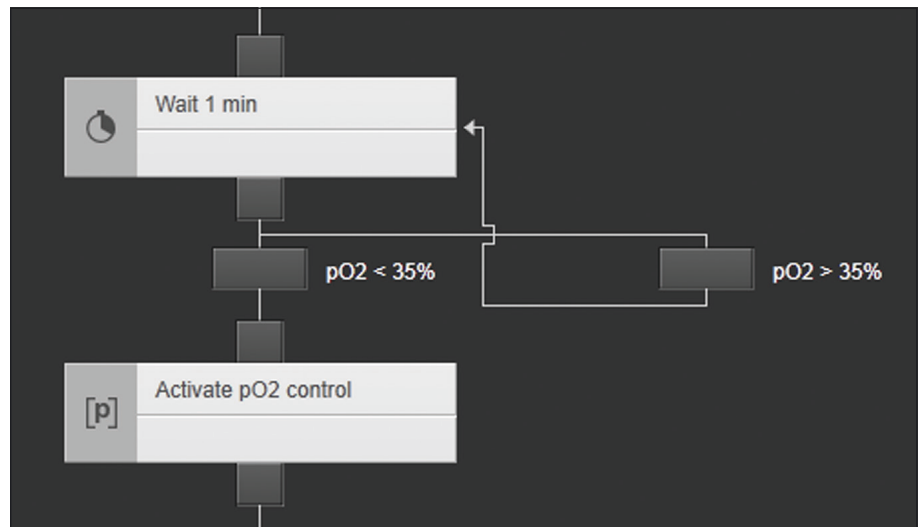 Wait 1 min
pO2 < 35%
pO2 > 35%
[p]
Activate pO2 control